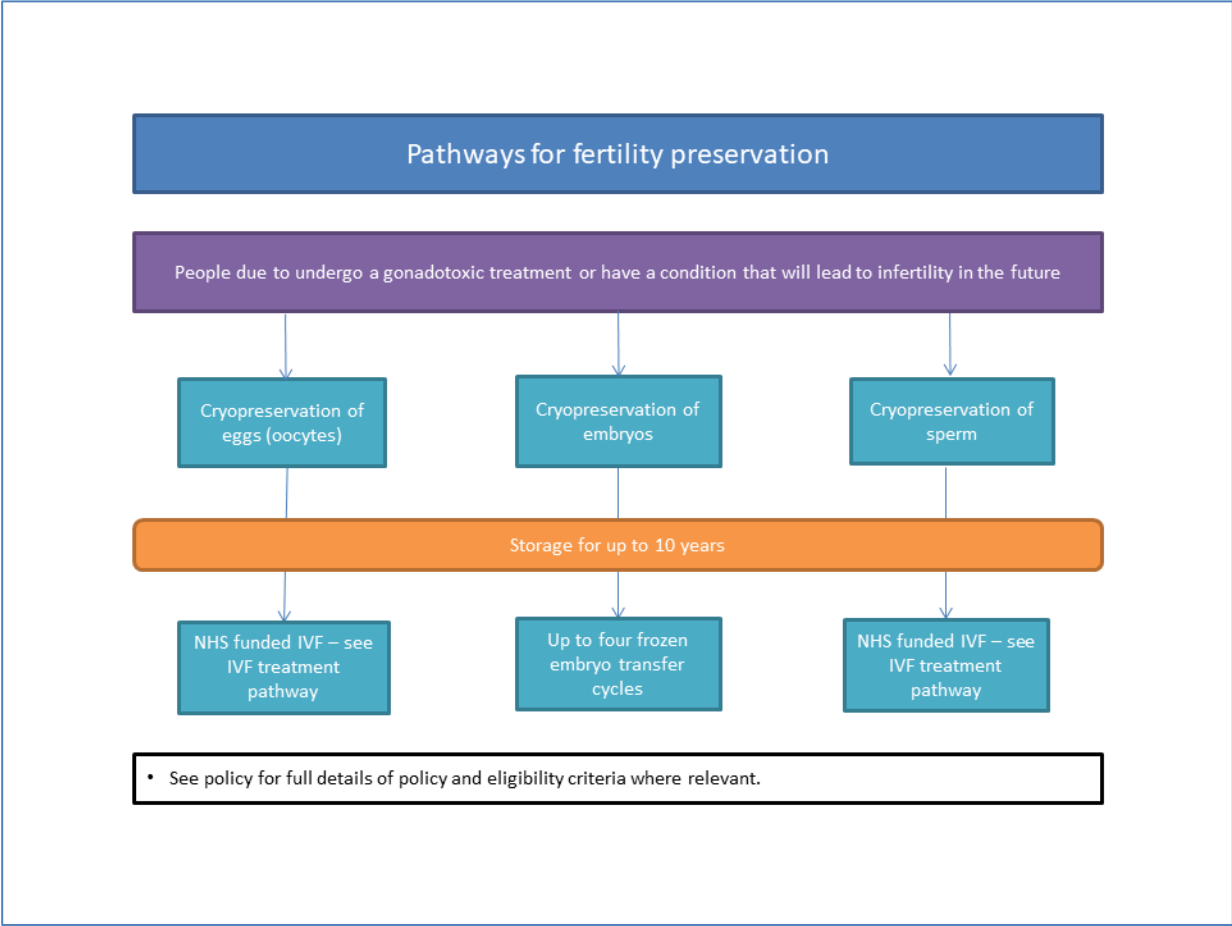 Pathways for fertility preservation
People due to undergo a gonadotoxic treatment or have a condition that will lead to infertility in the future
Cryopreservation of
eggs (oocytes)
Cryopreservation of
embryos
Cryopreservation of
sperm
Storage for up to 10 years
NHS funded IVF – see
IVF treatment
pathway
Up to four frozen
embryo transfer
cycles
NHS funded IVF – see
IVF treatment
pathway
• See policy for full details of policy and eligibility criteria where relevant.